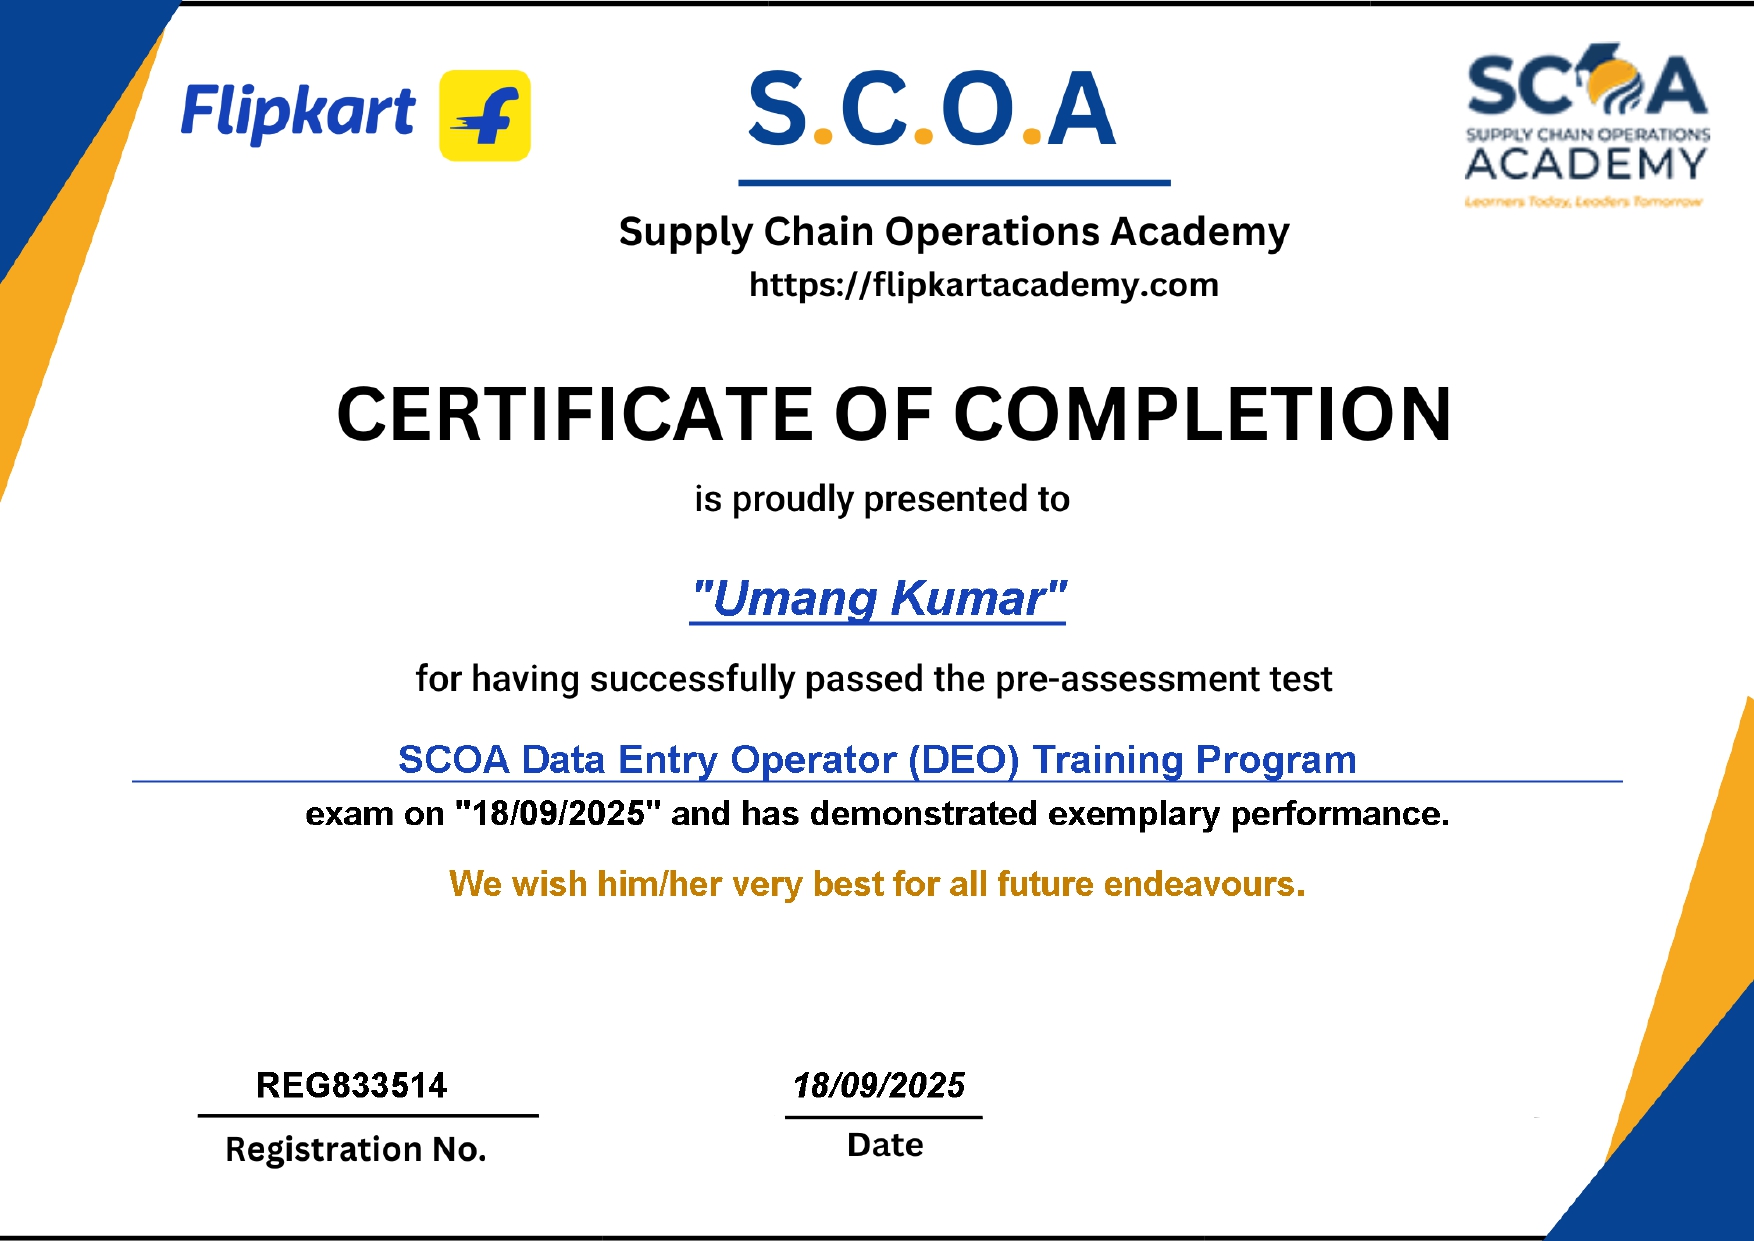 Flipkart f
S.C.O.A
SCOA
SUPPLY CHAIN OPERATIONS
ACADEMY
Learners Today, Leaders Tomorrow
Supply Chain Operations Academy
https://flipkartacademy.com
CERTIFICATE OF COMPLETION
is proudly presented to
"Umang Kumar"
for having successfully passed the pre-assessment test
SCOA Data Entry Operator (DEO) Training Program
exam on "18/09/2025" and has demonstrated exemplary performance.
We wish him/her very best for all future endeavours.
REG833514
Registration No.
18/09/2025
Date